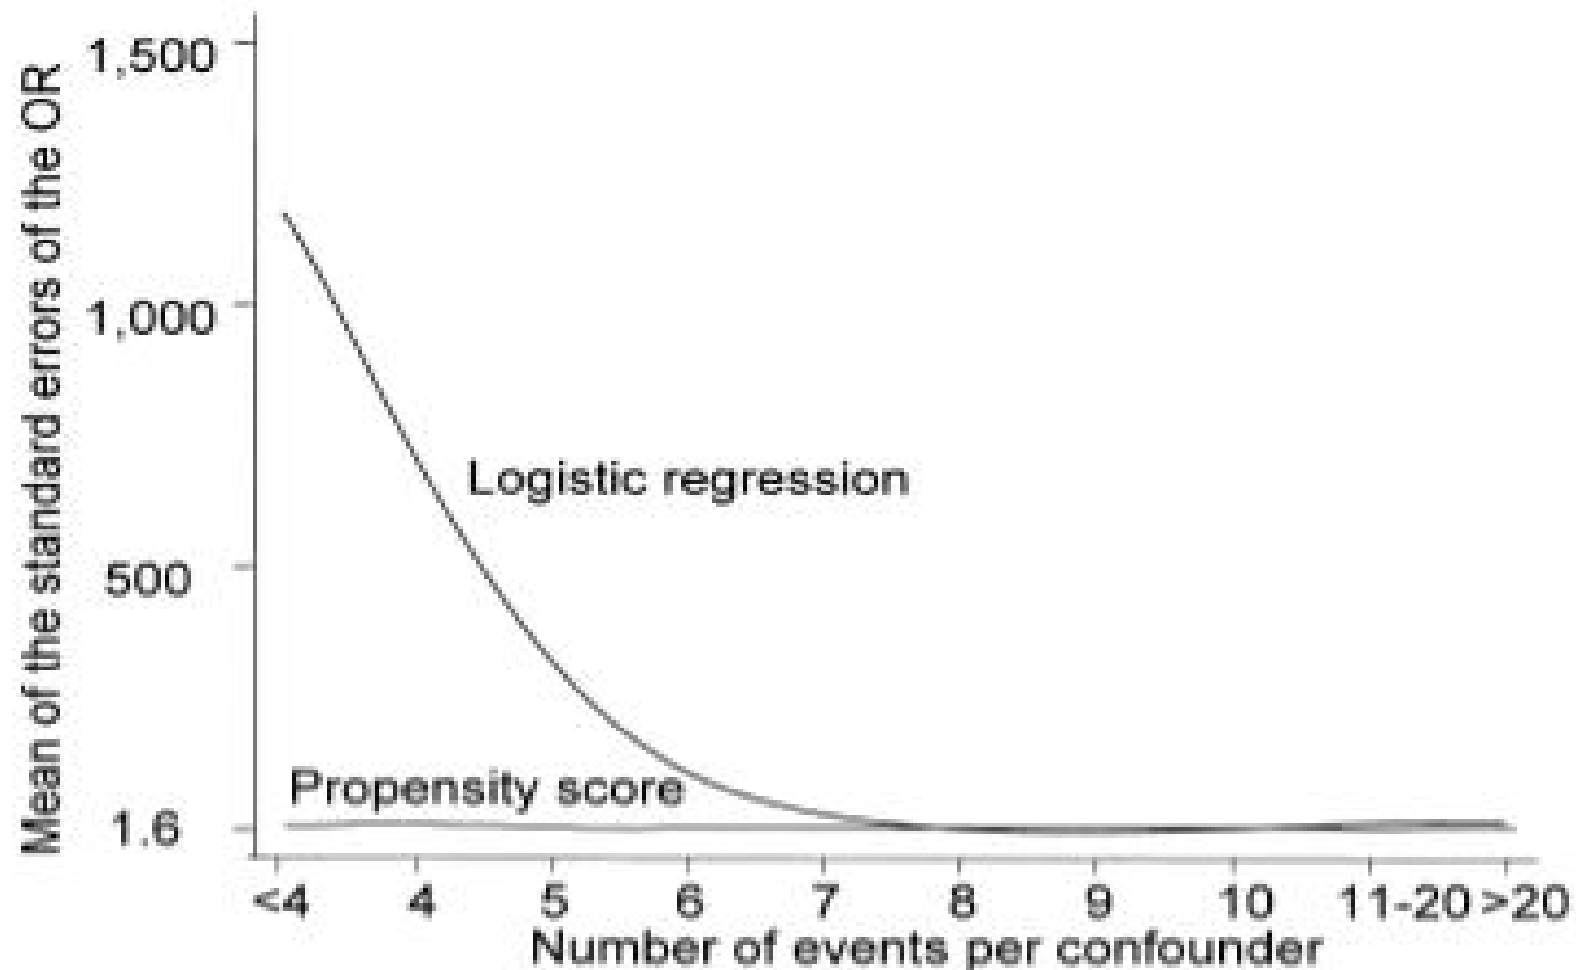 Mean of the standard errors of the OR
1,500
1,000
500
1.6
Logistic regression
Propensity score
<4 4 5 6 7 8 9 10 11-20 >20
Number of events per confounder